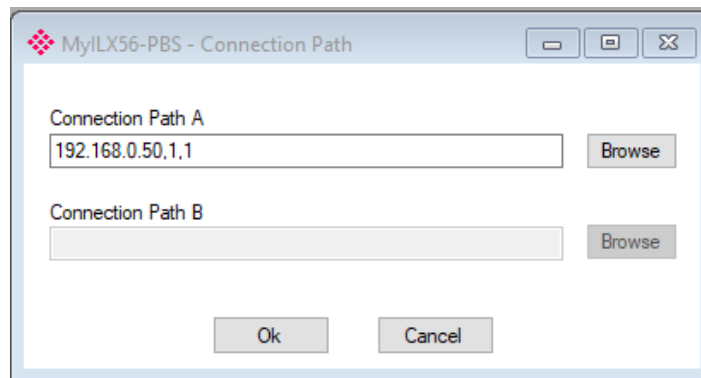 MyILX56-PBS - Connection Path
Connection Path A
192.168.0.50,1,1
Browse
Connection Path B
Browse
Ok
Cancel